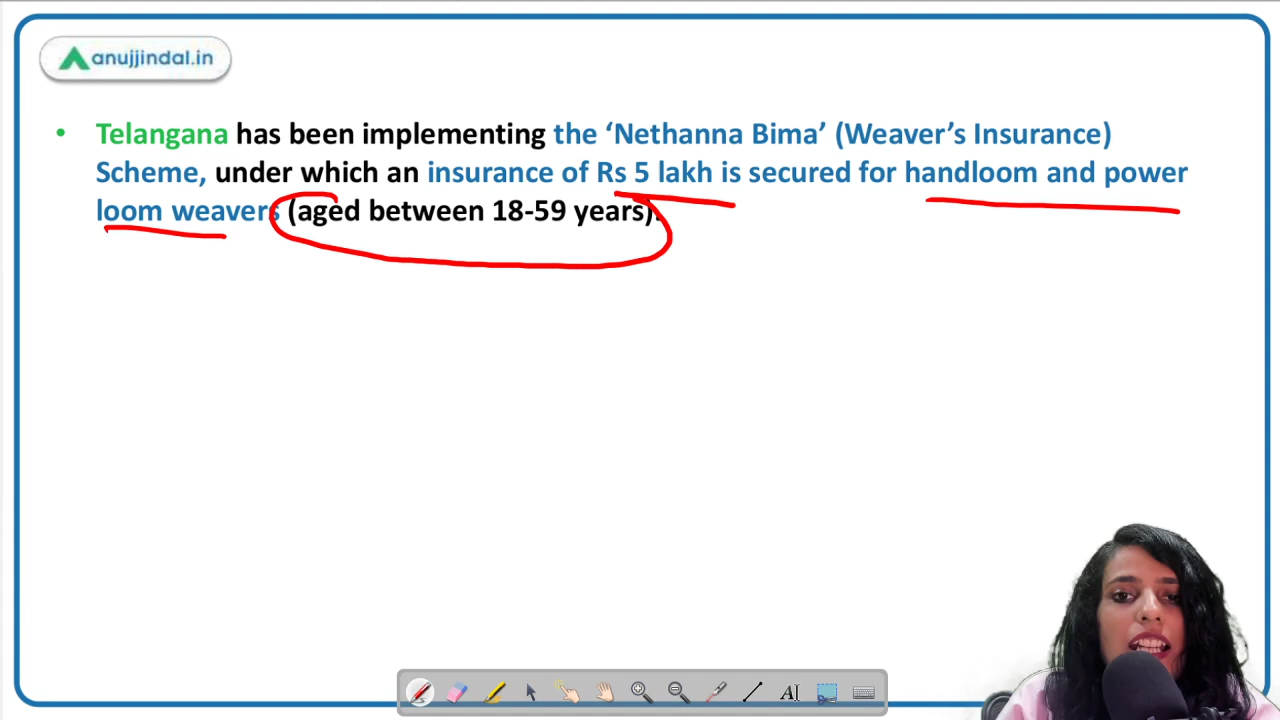 anujjindal.in
• Telangana has been implementing the ‘Nethanna Bima’ (Weaver’s Insurance)
Scheme, under which an insurance of Rs 5 lakh is secured for handloom and power
loom weavers (aged between 18-59 years).
AI